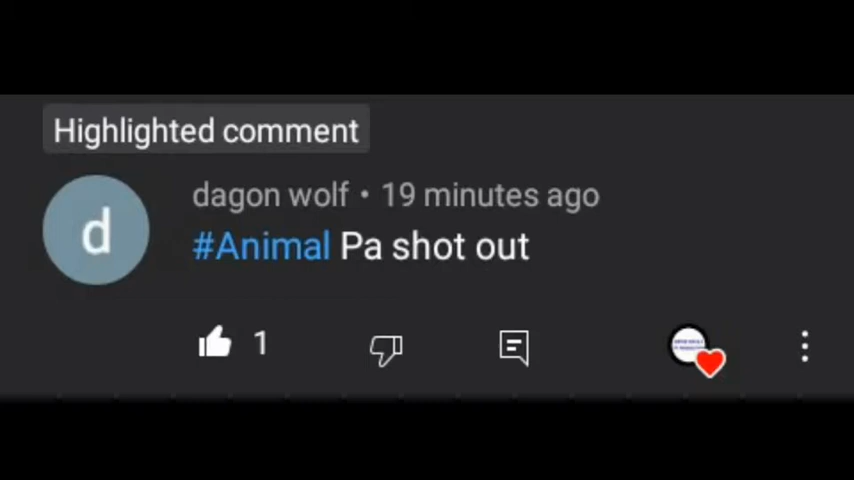 Highlighted comment
d
dagon wolf • 19 minutes ago
#Animal Pa shot out
1